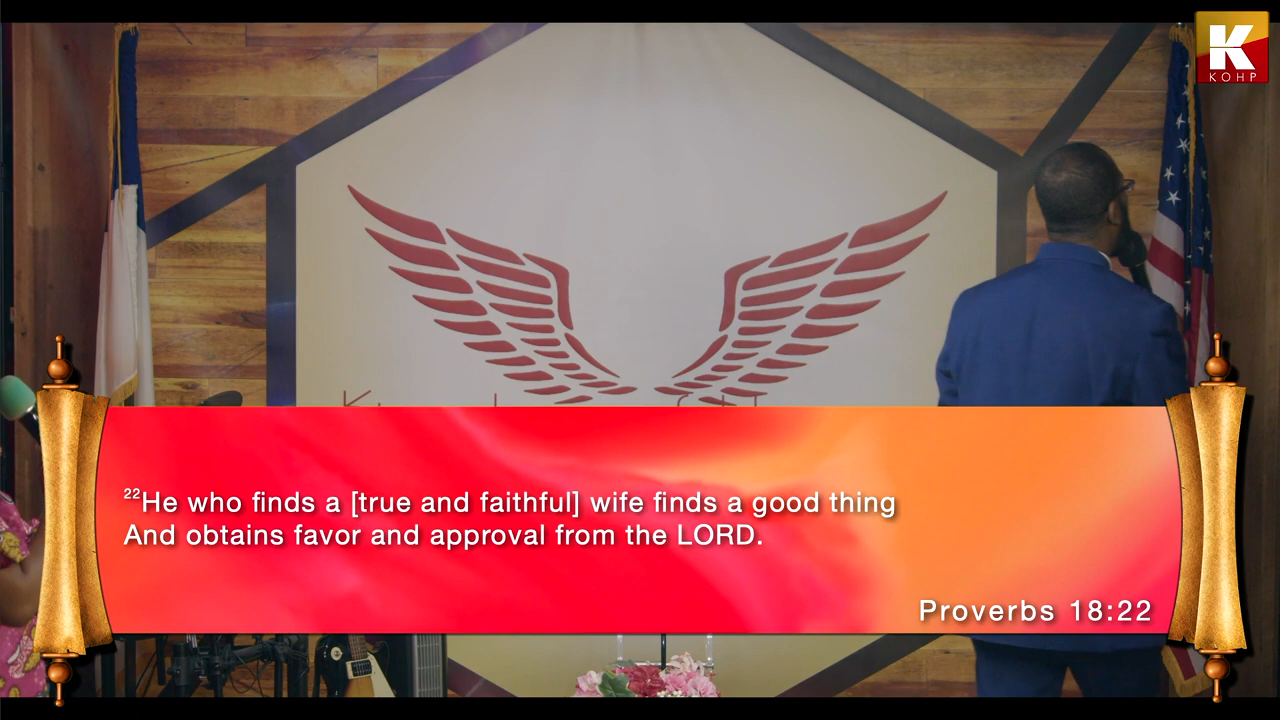 K
KOHP
²²He who finds a [true and faithful] wife finds a good thing
And obtains favor and approval from the LORD.
Proverbs 18:22